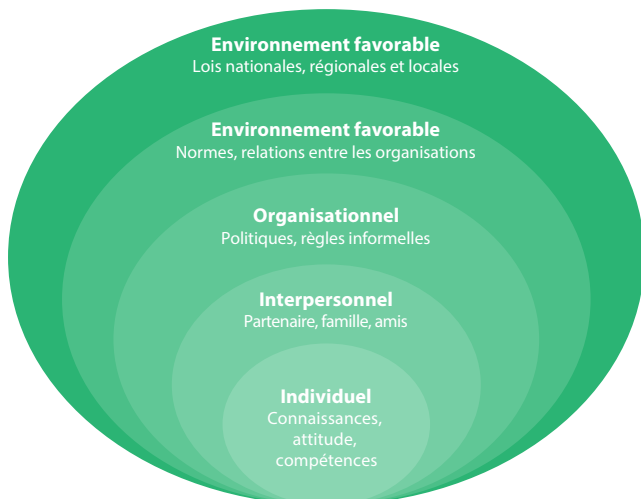 Environnement favorable
Lois nationales, régionales et locales
Environnement favorable
Normes, relations entre les organisations
Organisationnel
Politiques, règles informelles
Interpersonnel
Partenaire, famille, amis
Individuel
Connaissances,
attitude,
compétences